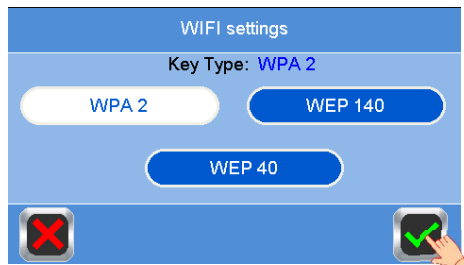 WIFI settings
Key Type: WPA 2
WPA 2
WEP 140
WEP 40